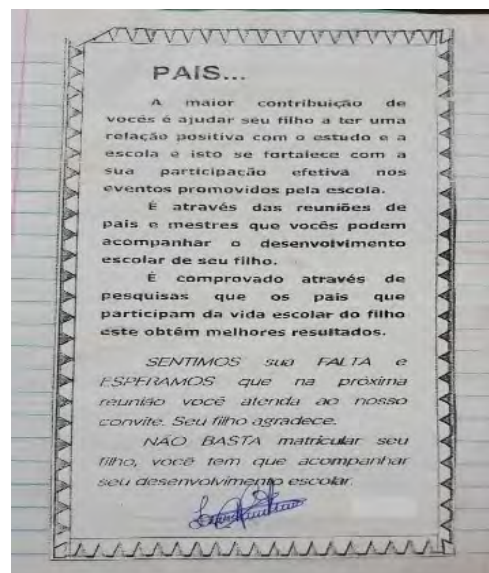 PAIS...
A maior contribuição de
vocês é ajudar seu filho a ter uma
relação positiva com o estudo e a
escola e isto se fortalece com a
sua participação efetiva nos
eventos promovidos pela escola.
É através das reuniões de
pais e mestres que vocês podem
acompanhar o desenvolvimento
escolar de seu filho.
É comprovado através de
pesquisas que os pais que
participam da vida escolar do filho
este obtêm melhores resultados.
SENTIMOS sua FALTA e
ESPERAMOS que na próxima
reunião você atenda ao nosso
convite. Seu filho agradece.
NÃO BASTA matricular seu
filho, você tem que acompanhar
seu desenvolvimento escolar.